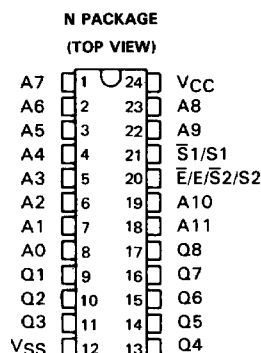 N PACKAGE
(TOP VIEW)
A7 1 24 VCC
A6 2 23 A8
A5 3 22 A9
A4 4 21 S̅1/S1
A3 5 20 E̅/E/S̅2/S2
A2 6 19 A10
A1 7 18 A11
A0 8 17 Q8
Q1 9 16 Q7
Q2 10 15 Q6
Q3 11 14 Q5
VSS 12 13 Q4